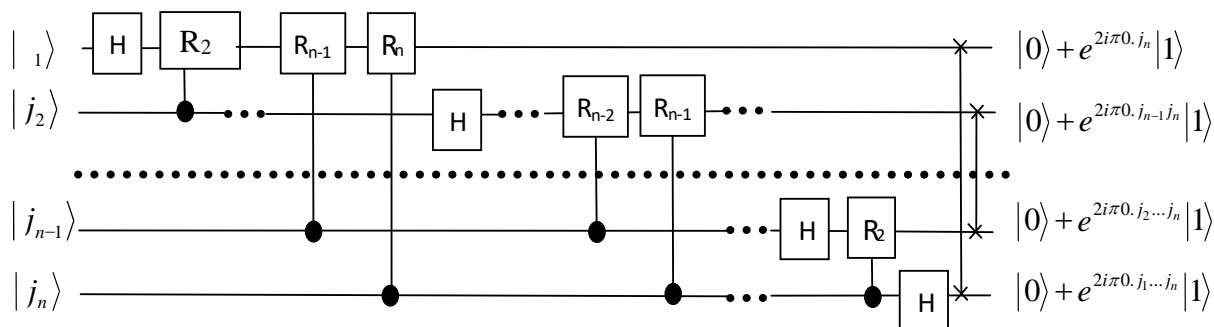 | ₁⟩ H R₂ Rₙ₋₁ Rₙ |0⟩ + e^{2iπ0.jₙ}|1⟩
| j₂⟩ H Rₙ₋₂ Rₙ₋₁ |0⟩ + e^{2iπ0.jₙ₋₁jₙ}|1⟩
| jₙ₋₁⟩ H R₂ |0⟩ + e^{2iπ0.j₂...jₙ}|1⟩
| jₙ⟩ H |0⟩ + e^{2iπ0.j₁...jₙ}|1⟩